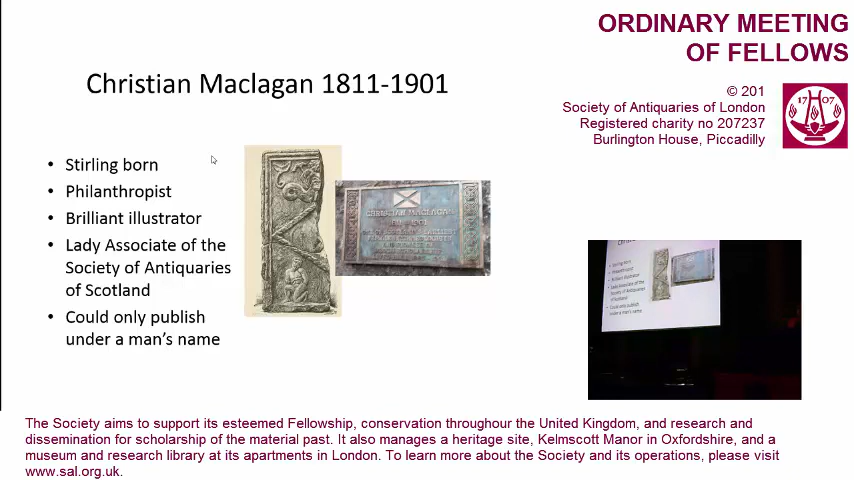 ORDINARY MEETING
OF FELLOWS
Christian Maclagan 1811-1901
© 201
Society of Antiquaries of London
Registered charity no 207237
Burlington House, Piccadilly
1707
• Stirling born
• Philanthropist
• Brilliant illustrator
• Lady Associate of the
Society of Antiquaries
of Scotland
• Could only publish
under a man's name
CHRISTIAN MACLAGAN
The Society aims to support its esteemed Fellowship, conservation throughour the United Kingdom, and research and
dissemination for scholarship of the material past. It also manages a heritage site, Kelmscott Manor in Oxfordshire, and a
museum and research library at its apartments in London. To learn more about the Society and its operations, please visit
www.sal.org.uk.